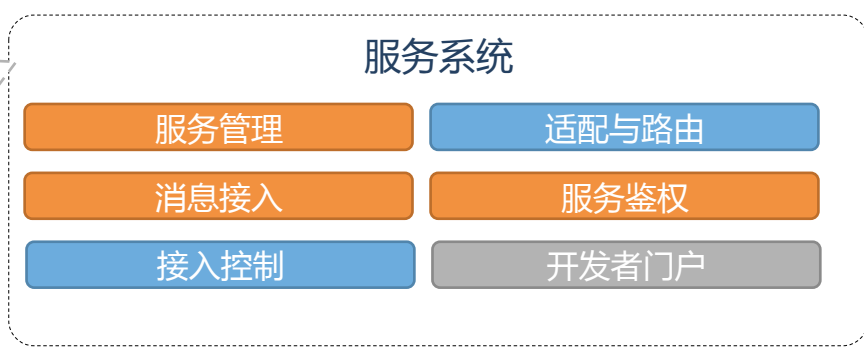 服务系统
服务管理
适配与路由
消息接入
服务鉴权
接入控制
开发者门户